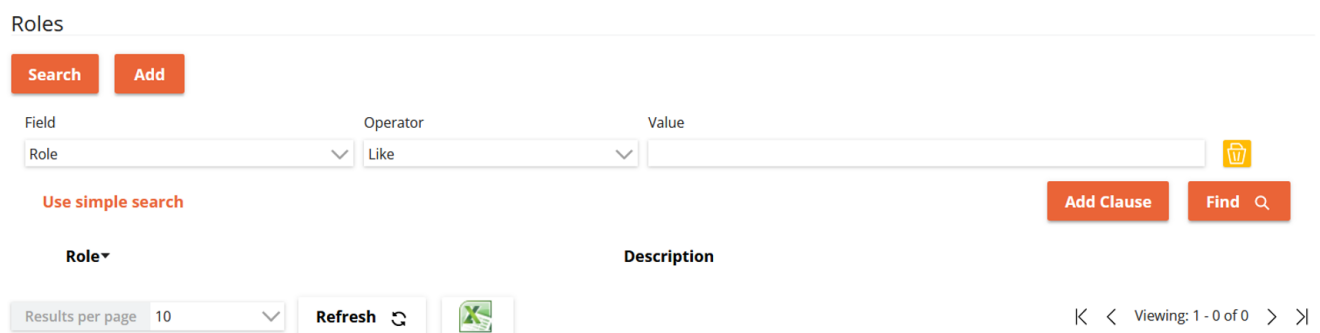 Roles
Search Add
Field Operator Value
Role Like
Use simple search Add Clause Find
Role Description
Results per page 10 Refresh Viewing: 1 - 0 of 0